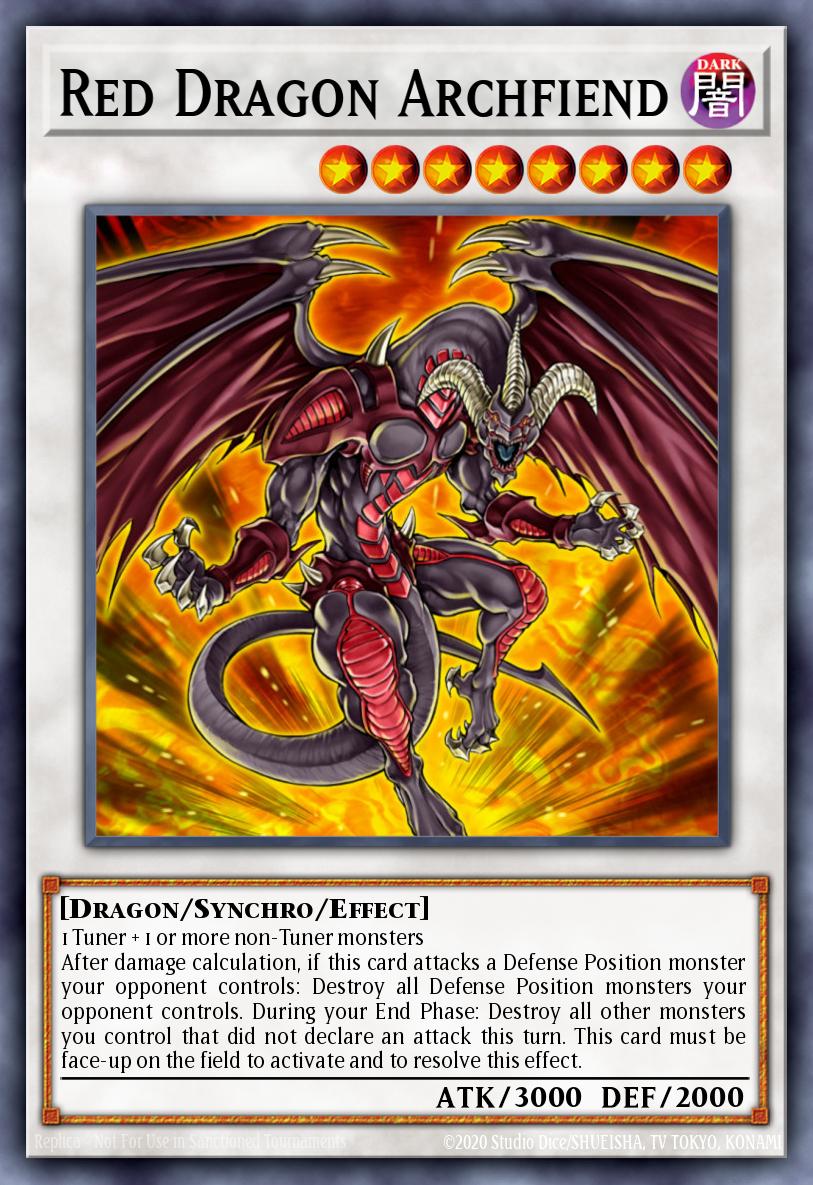 Red Dragon Archfiend
DARK
闇
[Dragon/Synchro/Effect]
1 Tuner + 1 or more non-Tuner monsters
After damage calculation, if this card attacks a Defense Position monster
your opponent controls: Destroy all Defense Position monsters your
opponent controls. During your End Phase: Destroy all other monsters
you control that did not declare an attack this turn. This card must be
face-up on the field to activate and to resolve this effect.
ATK/3000 DEF/2000
Replica - Not For Use in Sanctioned Tournaments
©2020 Studio Dice/SHUEISHA, TV TOKYO, KONAMI